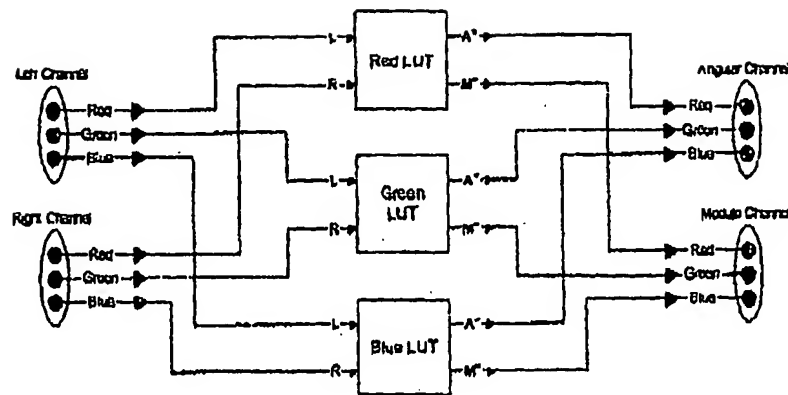 Left Channel
Red
Green
Blue
Right Channel
Red
Green
Blue
L
R
Red LUT
A"
M"
L
R
Green
LUT
A"
M"
L
R
Blue LUT
A"
M"
Angular Channel
Red
Green
Blue
Modulo Channel
Red
Green
Blue